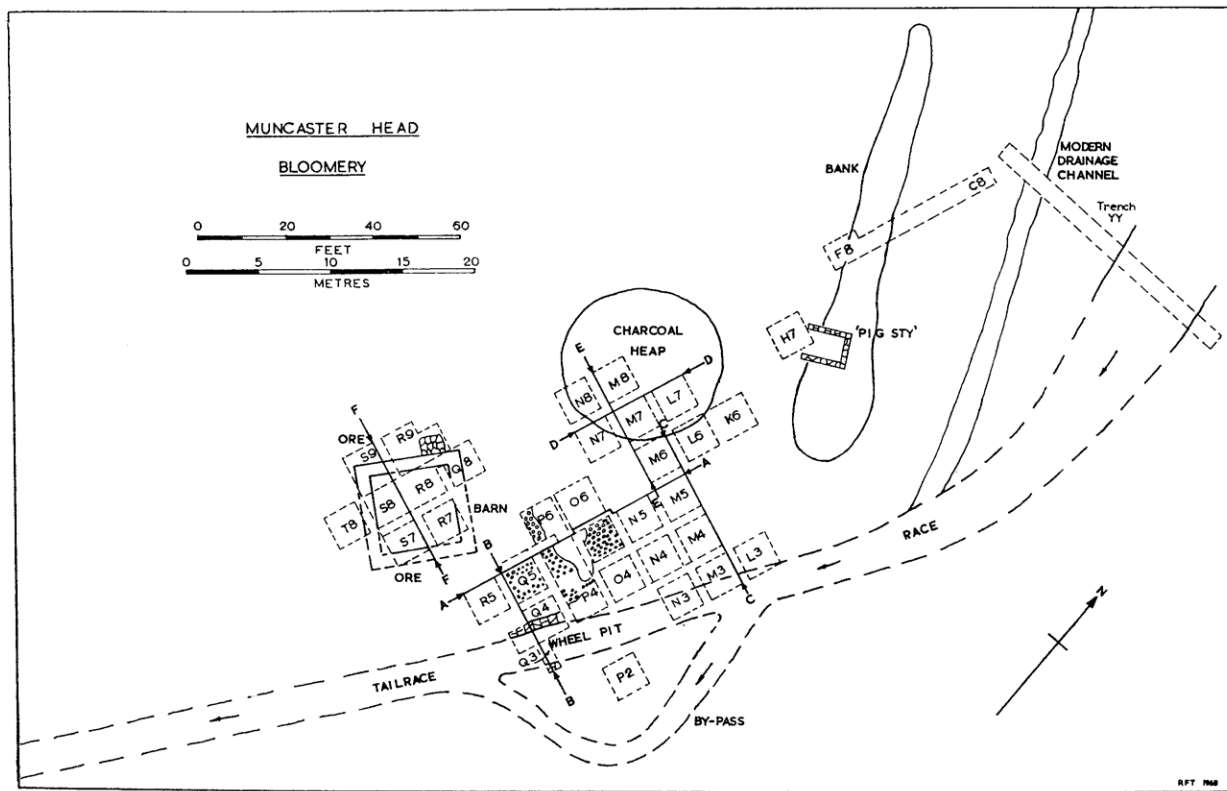 MUNCASTER HEAD
BLOOMERY
0 20 40 60
FEET
0 5 10 15 20
METRES
BANK
MODERN
DRAINAGE
CHANNEL
Trench
YY
C8
F8
H7
'PIG STY'
CHARCOAL
HEAP
E
D
M8
N8
L7
M7
N7
D
C
K6
L6
M6
A
E
M5
N5
O6
P6
F
ORE
S9
R9
Q8
R8
S8
T8
R7
S7
BARN
ORE
F
B
A
R5
Q5
Q4
P4
O4
N4
M4
L3
M3
N3
C
RACE
WHEEL PIT
Q3
B
P2
TAILRACE
BY-PASS
N
RFT 1968